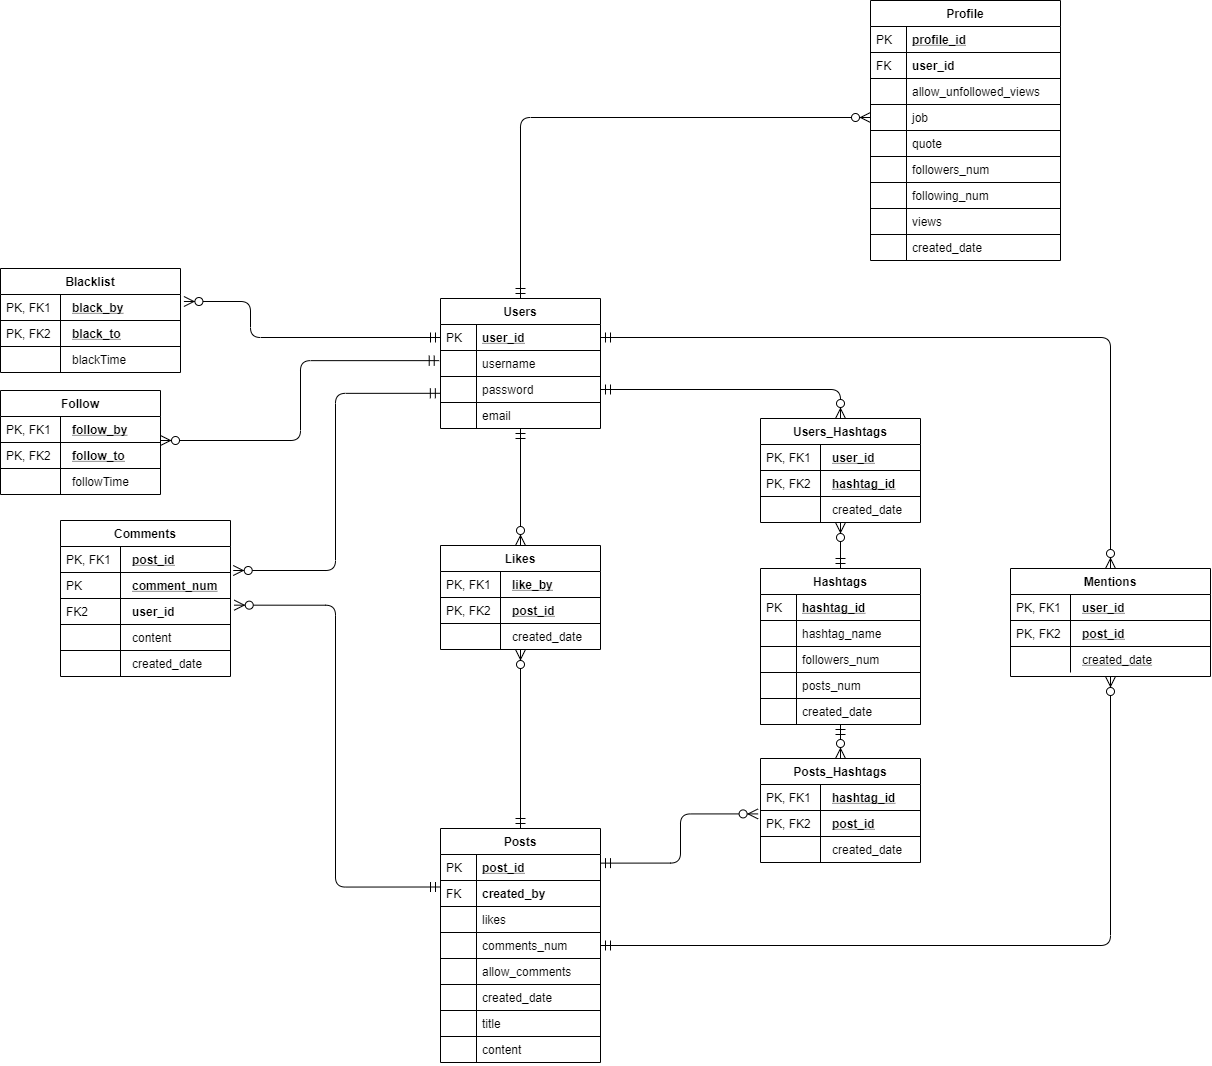 Profile
PK profile_id
FK user_id
allow_unfollowed_views
job
quote
followers_num
following_num
views
created_date
Blacklist
PK, FK1 black_by
PK, FK2 black_to
blackTime
Users
PK user_id
username
password
email
Follow
PK, FK1 follow_by
PK, FK2 follow_to
followTime
Users_Hashtags
PK, FK1 user_id
PK, FK2 hashtag_id
created_date
Comments
PK, FK1 post_id
PK comment_num
FK2 user_id
content
created_date
Likes
PK, FK1 like_by
PK, FK2 post_id
created_date
Hashtags
PK hashtag_id
hashtag_name
followers_num
posts_num
created_date
Mentions
PK, FK1 user_id
PK, FK2 post_id
created_date
Posts_Hashtags
PK, FK1 hashtag_id
PK, FK2 post_id
created_date
Posts
PK post_id
FK created_by
likes
comments_num
allow_comments
created_date
title
content